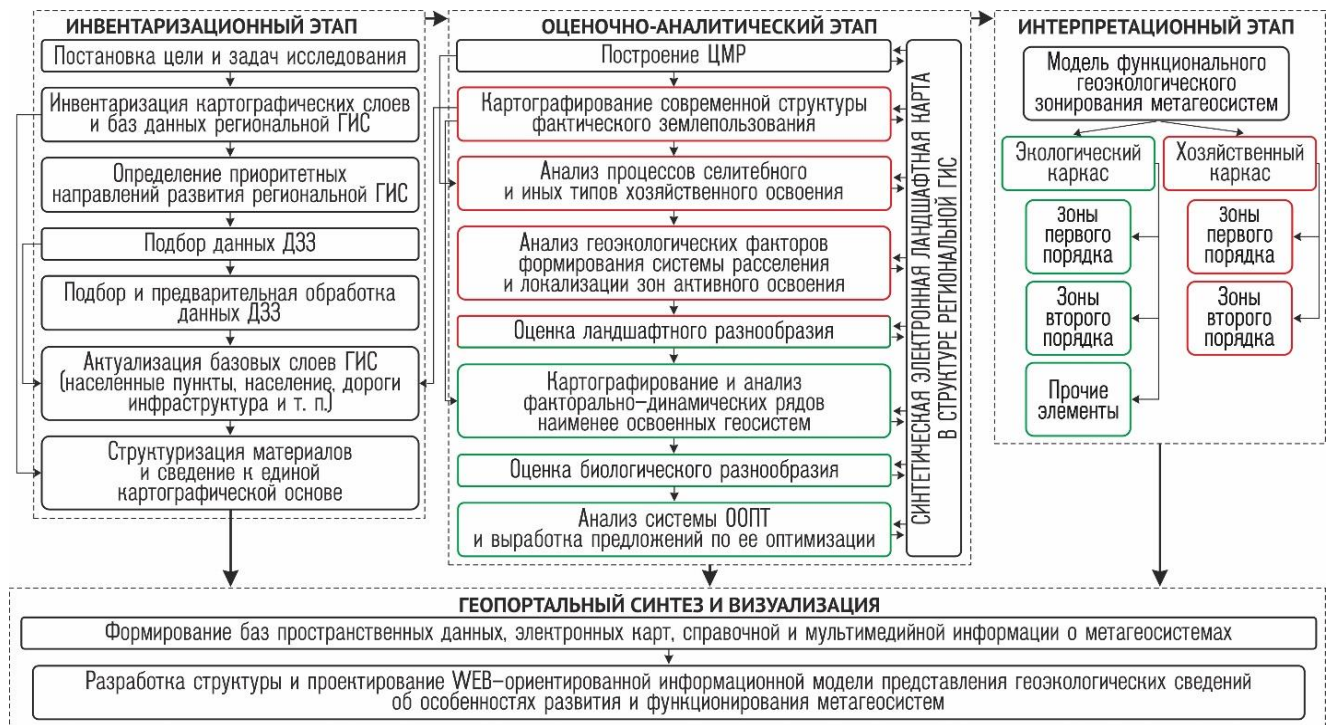 ИНВЕНТАРИЗАЦИОННЫЙ ЭТАП
Постановка цели и задач исследования
Инвентаризация картографических слоев
и баз данных региональной ГИС
Определение приоритетных
направлений развития региональной ГИС
Подбор данных ДЗЗ
Подбор и предварительная обработка
данных ДЗЗ
Актуализация базовых слоев ГИС
(населенные пункты, население, дороги
инфраструктура и т. п.)
Структуризация материалов
и сведение к единой
картографической основе
ОЦЕНОЧНО-АНАЛИТИЧЕСКИЙ ЭТАП
Построение ЦМР
Картографирование современной структуры
фактического землепользования
Анализ процессов селитебного
и иных типов хозяйственного освоения
Анализ геоэкологических факторов
формирования системы расселения
и локализации зон активного освоения
Оценка ландшафтного разнообразия
Картографирование и анализ
факторально-динамических рядов
наименее освоенных геосистем
Оценка биологического разнообразия
Анализ системы ООПТ
и выработка предложений по ее оптимизации
СИНТЕТИЧЕСКАЯ ЭЛЕКТРОННАЯ ЛАНДШАФТНАЯ КАРТА
В СТРУКТУРЕ РЕГИОНАЛЬНОЙ ГИС
ИНТЕРПРЕТАЦИОННЫЙ ЭТАП
Модель функционального
геоэкологического
зонирования метагеосистем
Экологический
каркас
Зоны
первого
порядка
Зоны
второго
порядка
Прочие
элементы
Хозяйственный
каркас
Зоны
первого
порядка
Зоны
второго
порядка
ГЕОПОРТАЛЬНЫЙ СИНТЕЗ И ВИЗУАЛИЗАЦИЯ
Формирование баз пространственных данных, электронных карт, справочной и мультимедийной информации о метагеосистемах
Разработка структуры и проектирование WEB-ориентированной информационной модели представления геоэкологических сведений
об особенностях развития и функционирования метагеосистем